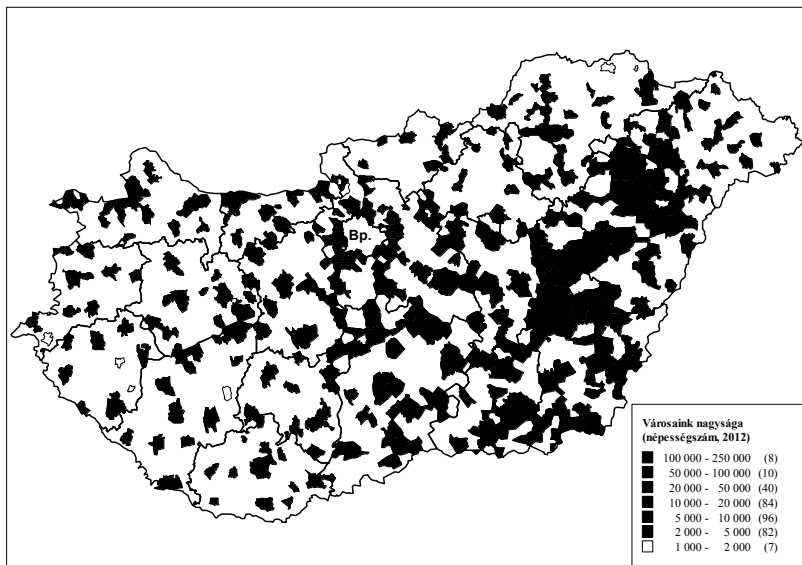 Bp.
Városaink nagysága
(népességszám, 2012)
100 000 - 250 000 (8)
50 000 - 100 000 (10)
20 000 - 50 000 (40)
10 000 - 20 000 (84)
5 000 - 10 000 (96)
2 000 - 5 000 (82)
1 000 - 2 000 (7)